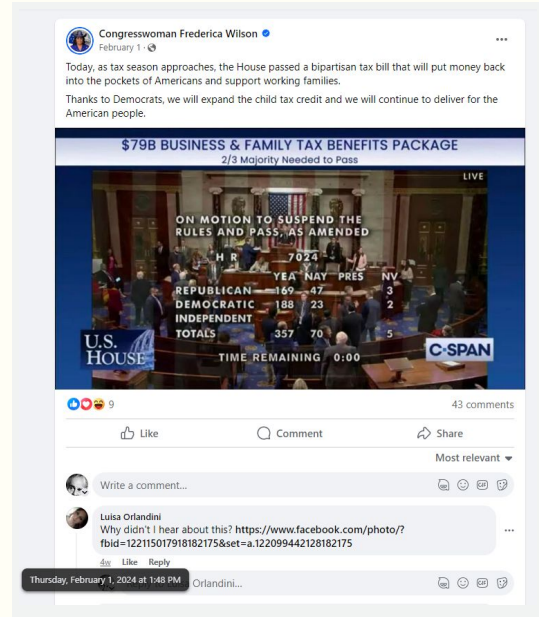 Congresswoman Frederica Wilson
February 1 ·
Today, as tax season approaches, the House passed a bipartisan tax bill that will put money back
into the pockets of Americans and support working families.
Thanks to Democrats, we will expand the child tax credit and we will continue to deliver for the
American people.
$79B BUSINESS & FAMILY TAX BENEFITS PACKAGE
2/3 Majority Needed to Pass
LIVE
ON MOTION TO SUSPEND THE
RULES AND PASS, AS AMENDED
H R 7024
YEA NAY PRES NV
REPUBLICAN 169 47 3
DEMOCRATIC 188 23 2
INDEPENDENT
TOTALS 357 70 5
TIME REMAINING 0:00
U.S.
HOUSE
C-SPAN
9
43 comments
Like
Comment
Share
Most relevant
Write a comment...
GIF
Luisa Orlandini
Why didn't I hear about this? https://www.facebook.com/photo/?
fbid=122115017918182175&set=a.122099442128182175
4w Like Reply
Thursday, February 1, 2024 at 1:48 PM
Orlandini...
GIF